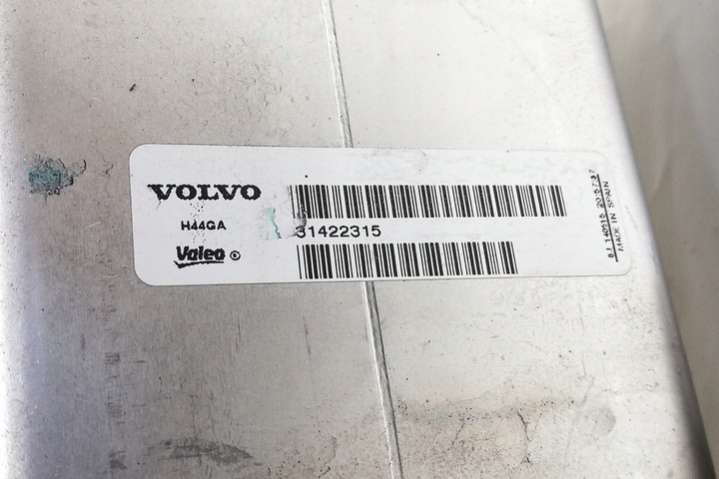 VOLVO
H44GA
31422315
Valeo
MADE IN SPAIN